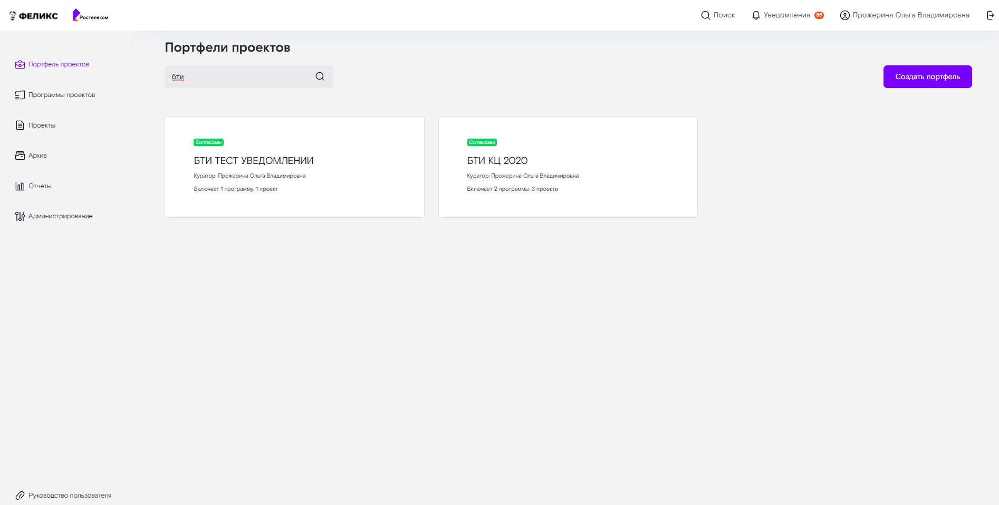 ФЕЛИКС
Ростелеком
Поиск
Уведомления 65
Прожерина Ольга Владимировна
Портфель проектов
Программы проектов
Проекты
Архив
Отчеты
Администрирование
Руководство пользователя
Портфели проектов
бти
Создать портфель
Согласован
БТИ ТЕСТ УВЕДОМЛЕНИИ
Куратор: Прожерина Ольга Владимировна
Включает 1 программу, 1 проект
Согласован
БТИ КЦ 2020
Куратор: Прожерина Ольга Владимировна
Включает 2 программы, 3 проекта